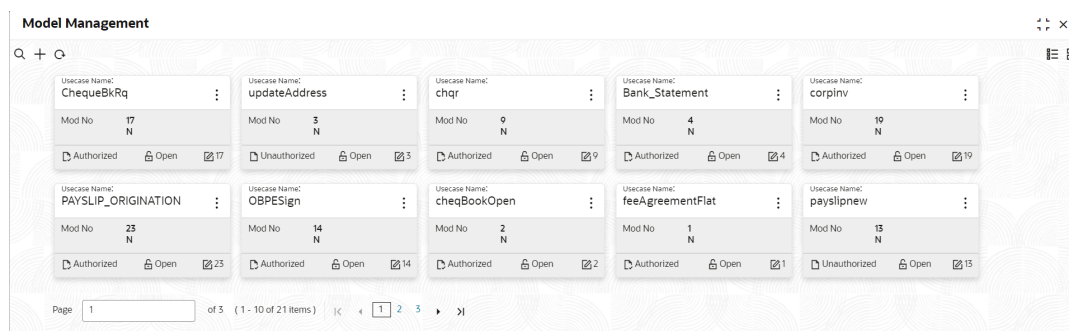 Model Management
Usecase Name: Usecase Name: Usecase Name: Usecase Name: Usecase Name:
ChequeBkRq updateAddress chqr Bank_Statement corpinv
Mod No 17 Mod No 3 Mod No 9 Mod No 4 Mod No 19
N N N N N
Authorized Open 17 Unauthorized Open 3 Authorized Open 9 Authorized Open 4 Authorized Open 19
Usecase Name: Usecase Name: Usecase Name: Usecase Name: Usecase Name:
PAYSLIP_ORIGINATION OBPESign cheqBookOpen feeAgreementFlat payslipnew
Mod No 23 Mod No 14 Mod No 2 Mod No 1 Mod No 13
N N N N N
Authorized Open 23 Authorized Open 14 Authorized Open 2 Authorized Open 1 Unauthorized Open 13
Page 1 of 3 ( 1 - 10 of 21 items ) 1 2 3